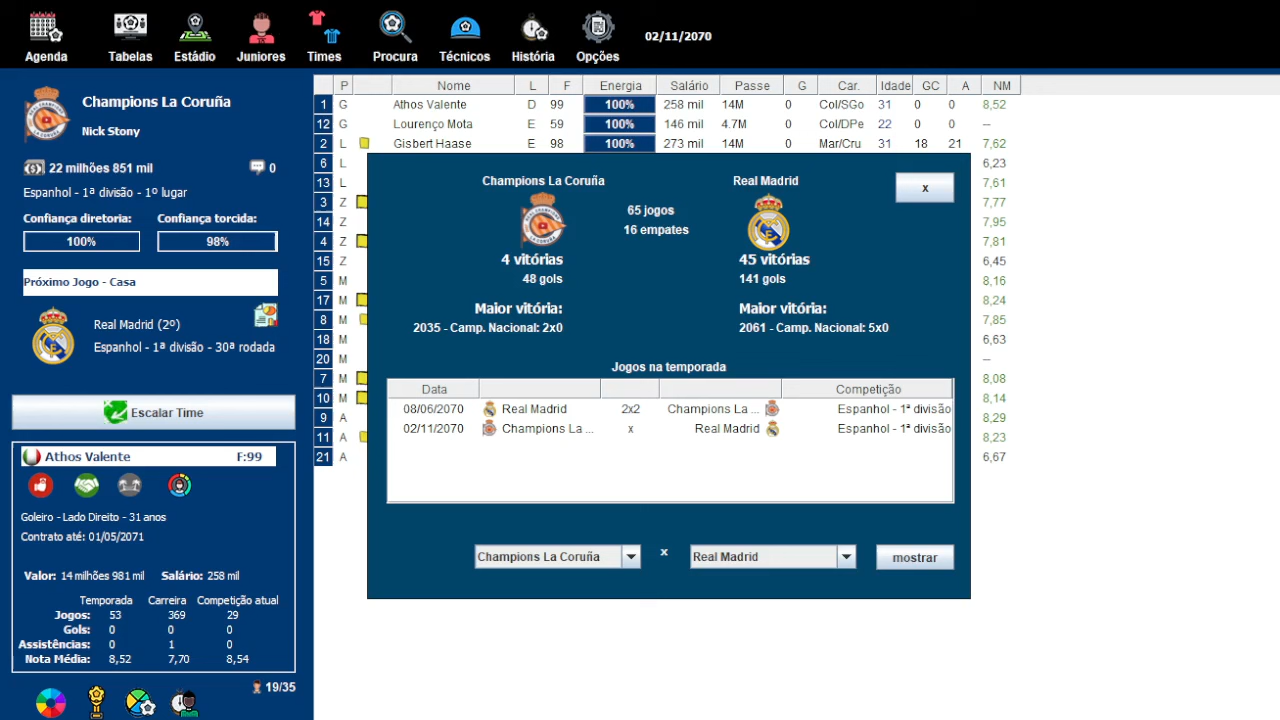 Agenda Tabelas Estádio Juniores Times Procura Técnicos História Opções 02/11/2070
Champions La Coruña
Nick Stony
22 milhões 851 mil 0
Espanhol - 1ª divisão - 1º lugar
Confiança diretoria: Confiança torcida:
100% 98%
Próximo Jogo - Casa
Real Madrid (2º)
Espanhol - 1ª divisão - 30ª rodada
Escalar Time
Athos Valente F:99
Goleiro - Lado Direito - 31 anos
Contrato até: 01/05/2071
Valor: 14 milhões 981 mil Salário: 258 mil
Temporada Carreira Competição atual
Jogos: 53 369 29
Gols: 0 0 0
Assistências: 0 1 0
Nota Média: 8,52 7,70 8,54
19/35
P Nome L F Energia Salário Passe G Car. Idade GC A NM
1 G Athos Valente D 99 100% 258 mil 14M 0 Col/SGo 31 0 0 8,52
12 G Lourenço Mota E 59 100% 146 mil 4.7M 0 Col/DPe 22 0 0 --
2 L Gisbert Haase E 98 100% 273 mil 14M 0 Mar/Cru 31 18 21 7,62
6 L 6,23
13 L 7,61
3 Z 7,77
14 Z 7,95
4 Z 7,81
15 Z 6,45
5 M 8,16
17 M 8,24
8 M 7,85
18 M 6,63
20 M --
7 M 8,08
10 M 8,14
9 A 8,29
11 A 8,23
21 A 6,67
Champions La Coruña Real Madrid x
65 jogos
16 empates
4 vitórias 45 vitórias
48 gols 141 gols
Maior vitória: Maior vitória:
2035 - Camp. Nacional: 2x0 2061 - Camp. Nacional: 5x0
Jogos na temporada
Data Competição
08/06/2070 Real Madrid 2x2 Champions La ... Espanhol - 1ª divisão
02/11/2070 Champions La ... x Real Madrid Espanhol - 1ª divisão
Champions La Coruña x Real Madrid mostrar